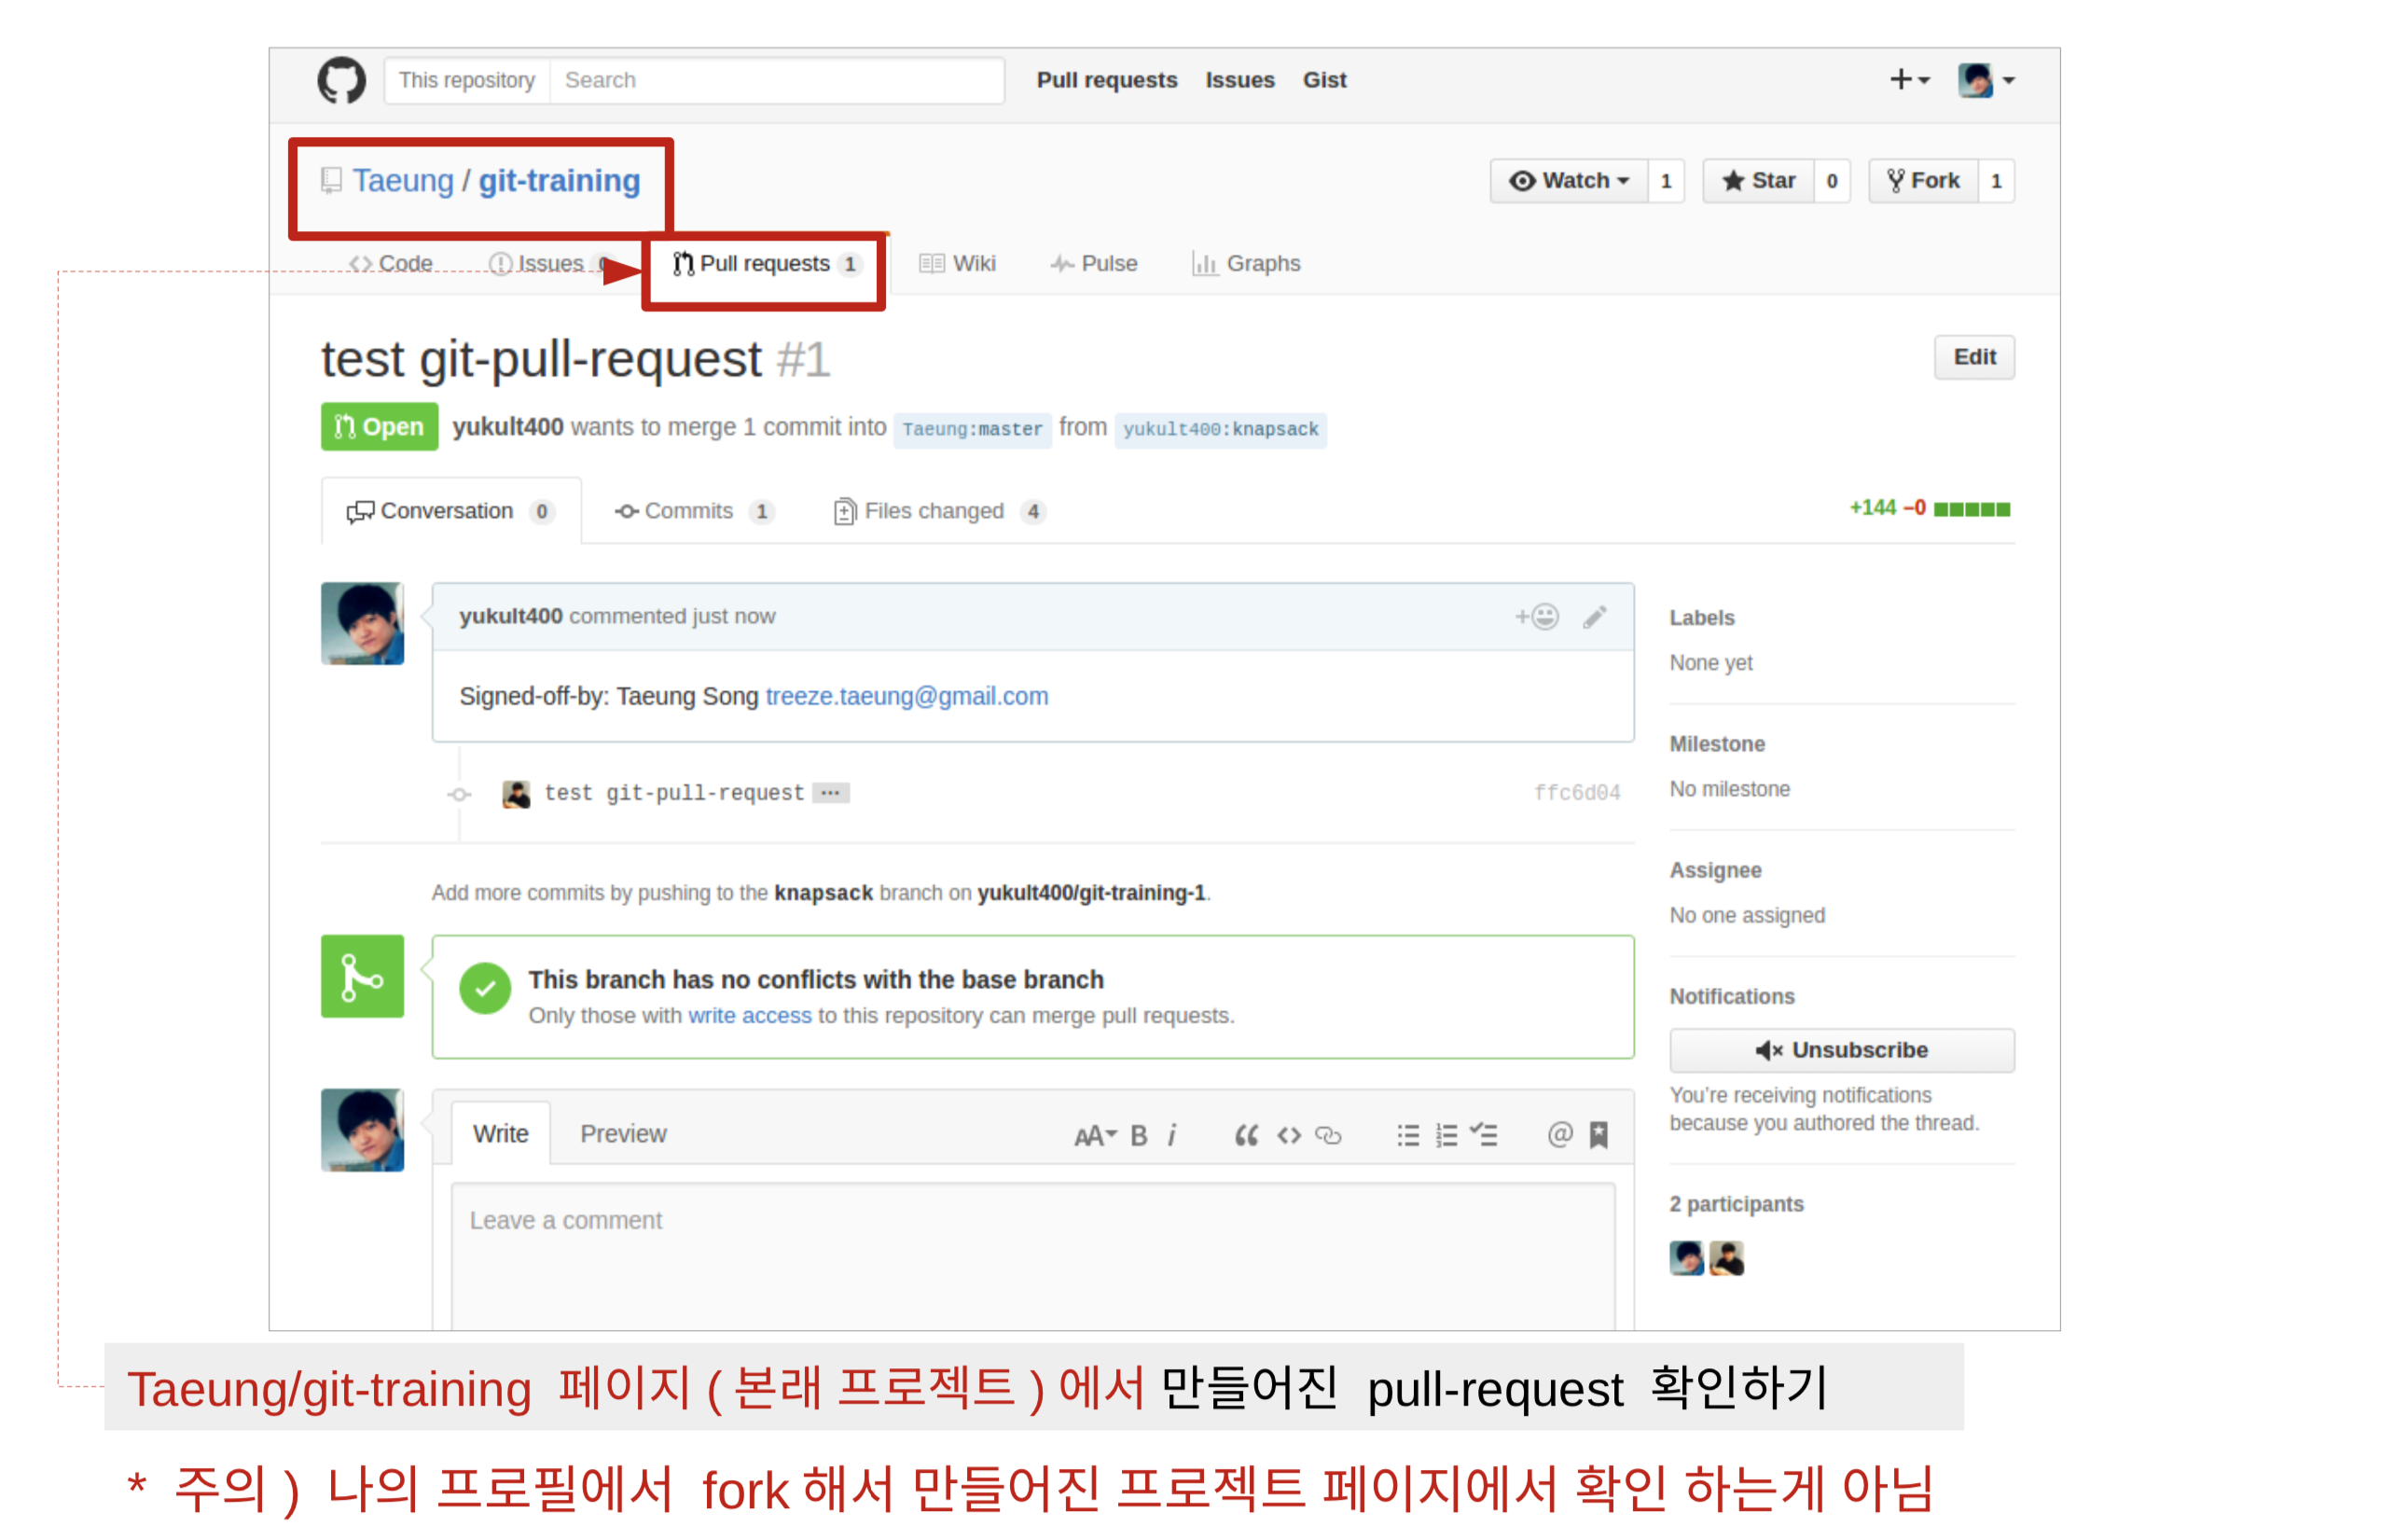 This repository Search Pull requests Issues Gist
Taeung / git-training Watch 1 Star 0 Fork 1
Code Issues Pull requests 1 Wiki Pulse Graphs
test git-pull-request #1 Edit
Open yukult400 wants to merge 1 commit into Taeung:master from yukult400:knapsack
Conversation 0 Commits 1 Files changed 4 +144 −0
yukult400 commented just now
Signed-off-by: Taeung Song treeze.taeung@gmail.com
test git-pull-request ... ffc6d04
Add more commits by pushing to the knapsack branch on yukult400/git-training-1.
This branch has no conflicts with the base branch
Only those with write access to this repository can merge pull requests.
Write Preview AA B i
Leave a comment
Labels
None yet
Milestone
No milestone
Assignee
No one assigned
Notifications
Unsubscribe
You're receiving notifications
because you authored the thread.
2 participants
Taeung/git-training 페이지 ( 본래 프로젝트 ) 에서 만들어진 pull-request 확인하기
* 주의 ) 나의 프로필에서 fork 해서 만들어진 프로젝트 페이지에서 확인 하는게 아님